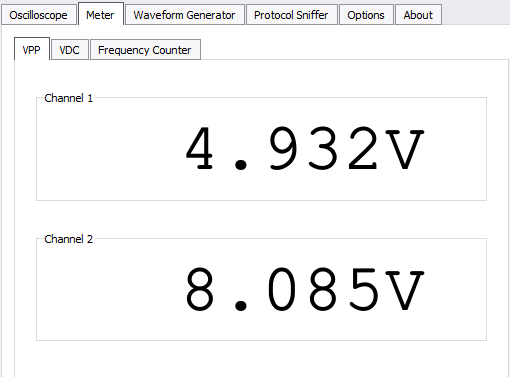 Oscilloscope Meter Waveform Generator Protocol Sniffer Options About
VPP VDC Frequency Counter
Channel 1
4.932V
Channel 2
8.085V